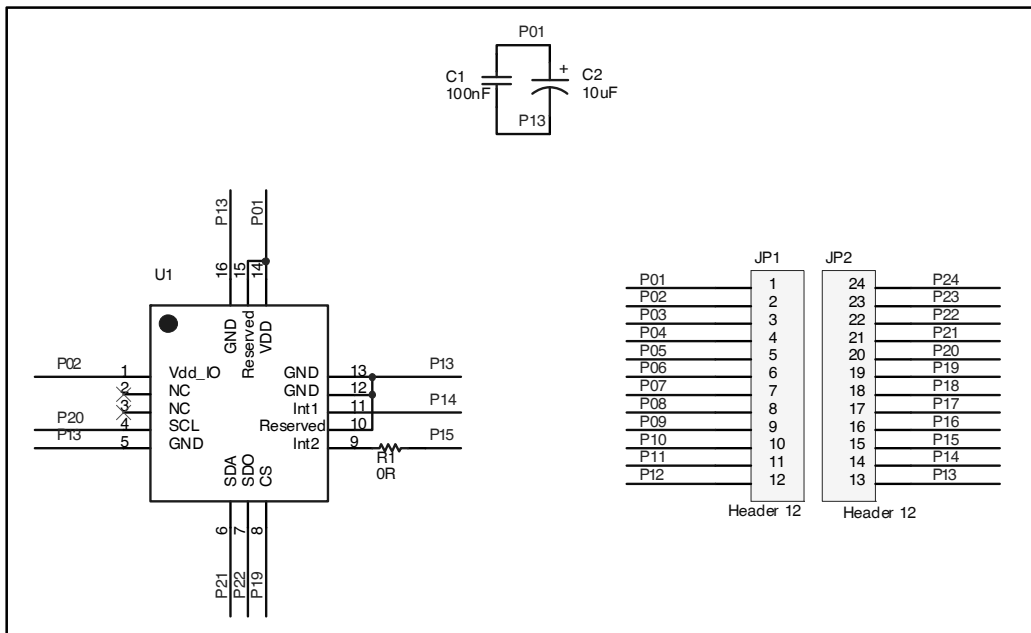 P01
C1
100nF
+
C2
10uF
P13
P13
P01
16
15
14
U1
GND
Reserved
VDD
P02
1
Vdd_IO
GND
13
P13
2
NC
GND
12
3
NC
Int1
11
P14
P20
4
SCL
Reserved
10
P13
5
GND
Int2
9
P15
R1
0R
SDA
SDO
CS
6
7
8
P21
P22
P19
JP1
JP2
P01
1
24
P24
P02
2
23
P23
P03
3
22
P22
P04
4
21
P21
P05
5
20
P20
P06
6
19
P19
P07
7
18
P18
P08
8
17
P17
P09
9
16
P16
P10
10
15
P15
P11
11
14
P14
P12
12
13
P13
Header 12
Header 12